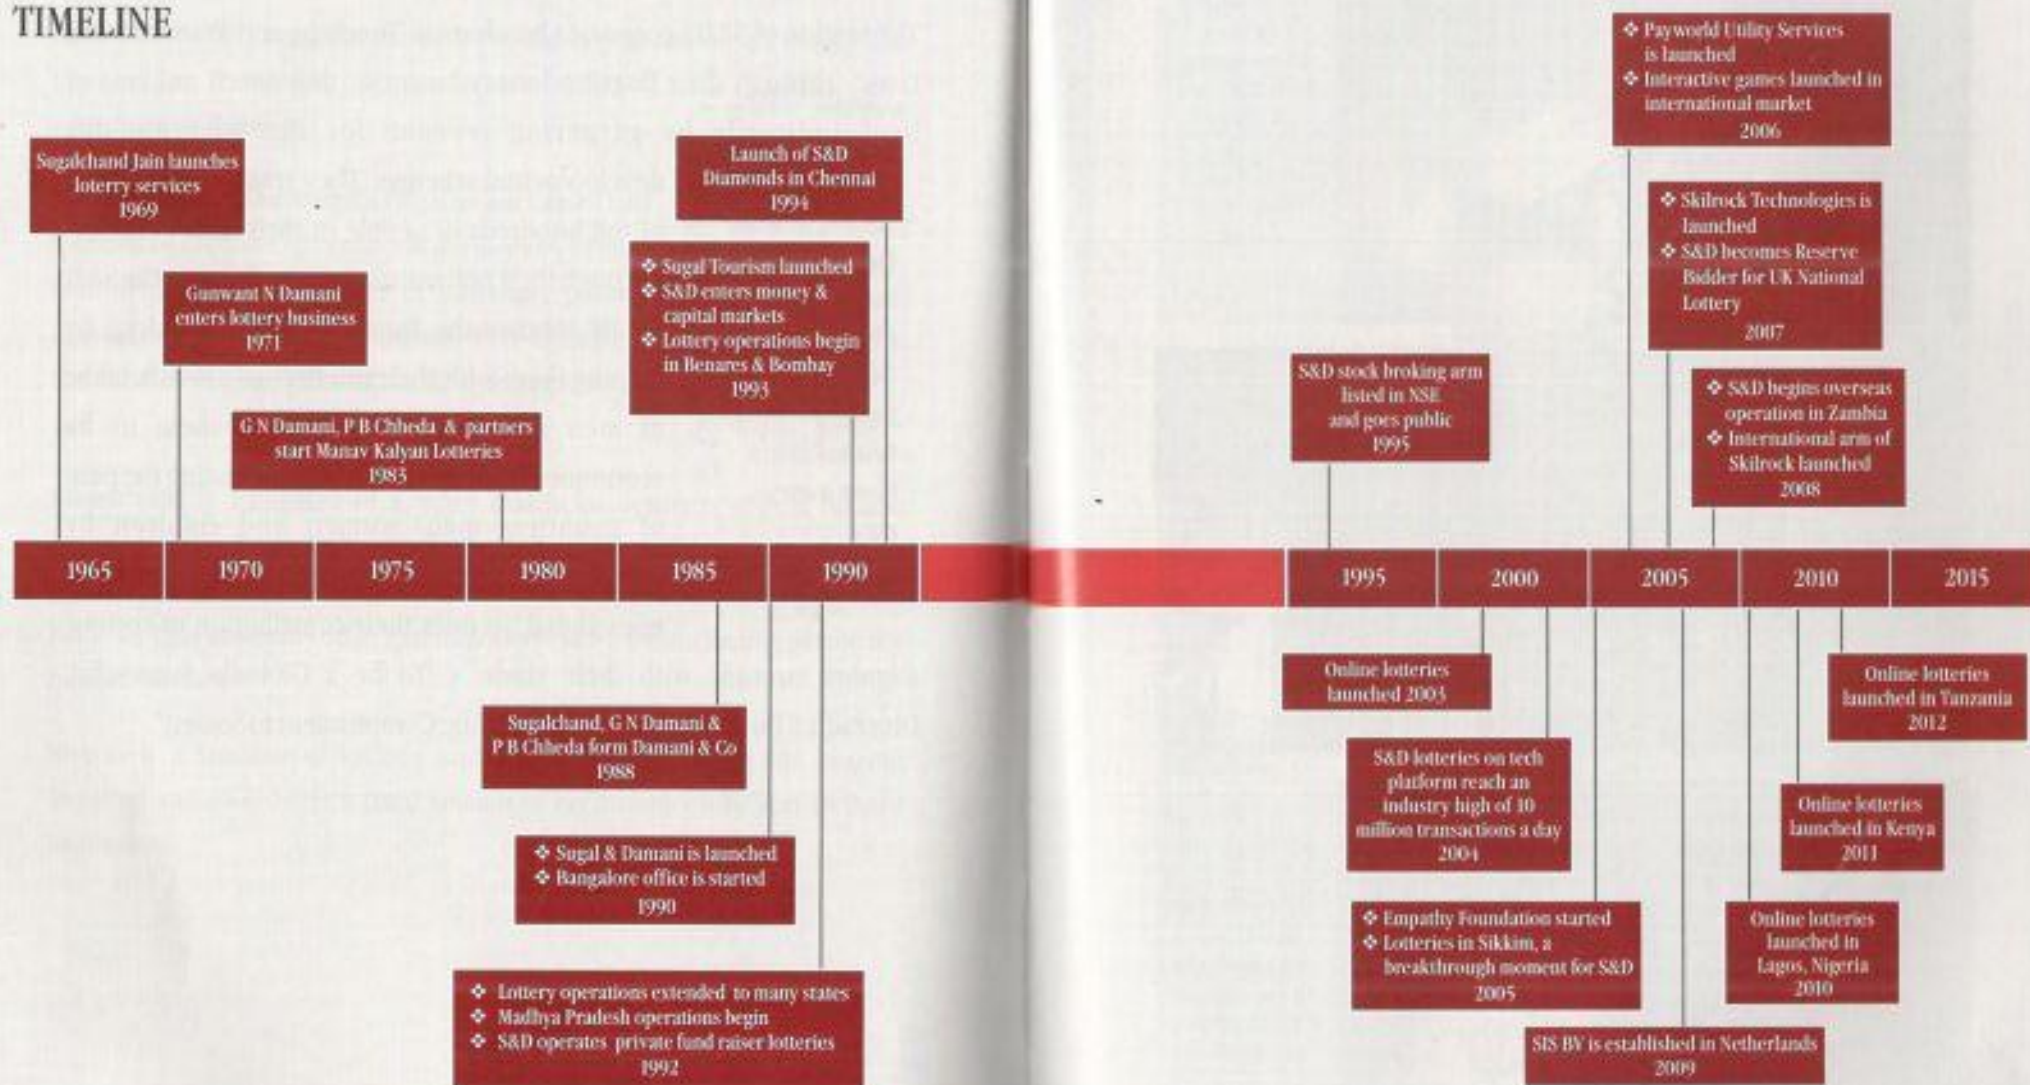 TIMELINE
Sugalchand Jain launches
loterry services
1969
Gunwant N Damani
enters lottery business
1971
G N Damani, P B Chheda & partners
start Manav Kalyan Lotteries
1983
Launch of S&D
Diamonds in Chennai
1994
❖ Sugal Tourism launched
❖ S&D enters money &
capital markets
❖ Lottery operations begin
in Benares & Bombay
1993
1965
1970
1975
1980
1985
1990
Sugalchand, G N Damani &
P B Chheda form Damani & Co
1988
❖ Sugal & Damani is launched
❖ Bangalore office is started
1990
❖ Lottery operations extended to many states
❖ Madhya Pradesh operations begin
❖ S&D operates private fund raiser lotteries
1992
❖ Payworld Utility Services
is launched
❖ Interactive games launched in
international market
2006
❖ Skilrock Technologies is
launched
❖ S&D becomes Reserve
Bidder for UK National
Lottery
2007
S&D stock broking arm
listed in NSE
and goes public
1995
❖ S&D begins overseas
operation in Zambia
❖ International arm of
Skilrock launched
2008
1995
2000
2005
2010
2015
Online lotteries
launched 2003
Online lotteries
launched in Tanzania
2012
S&D lotteries on tech
platform reach an
industry high of 10
million transactions a day
2004
Online lotteries
launched in Kenya
2011
❖ Empathy Foundation started
❖ Lotteries in Sikkim, a
breakthrough moment for S&D
2005
Online lotteries
launched in
Lagos, Nigeria
2010
SIS BV is established in Netherlands
2009